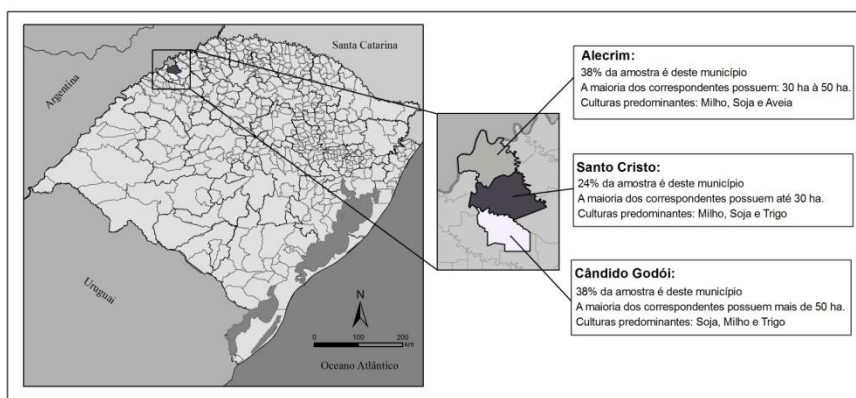 Santa Catarina
Argentina
Uruguai
N
0 100 200
km
Oceano Atlântico
Alecrim:
38% da amostra é deste município
A maioria dos correspondentes possuem: 30 ha à 50 ha.
Culturas predominantes: Milho, Soja e Aveia
Santo Cristo:
24% da amostra é deste município
A maioria dos correspondentes possuem até 30 ha.
Culturas predominantes: Milho, Soja e Trigo
Cândido Godói:
38% da amostra é deste município
A maioria dos correspondentes possuem mais de 50 ha.
Culturas predominantes: Soja, Milho e Trigo